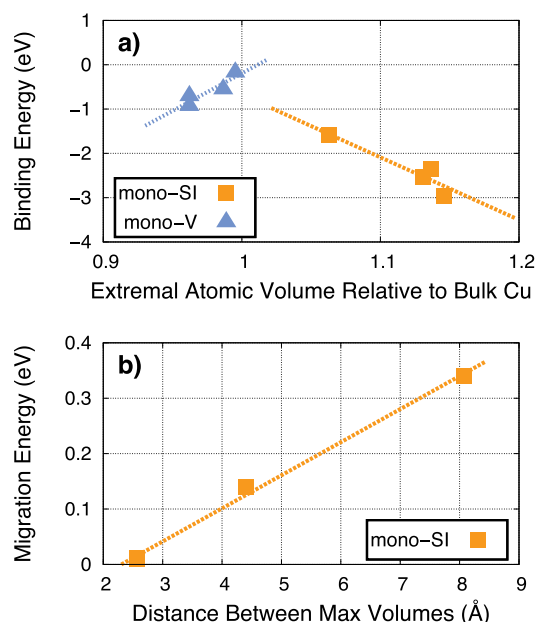 a)
Binding Energy (eV)
1
0
−1
−2
−3
−4
mono−SI
mono−V
0.9
1
1.1
1.2
Extremal Atomic Volume Relative to Bulk Cu
b)
Migration Energy (eV)
0.4
0.3
0.2
0.1
0
mono−SI
2
3
4
5
6
7
8
9
Distance Between Max Volumes (Å)